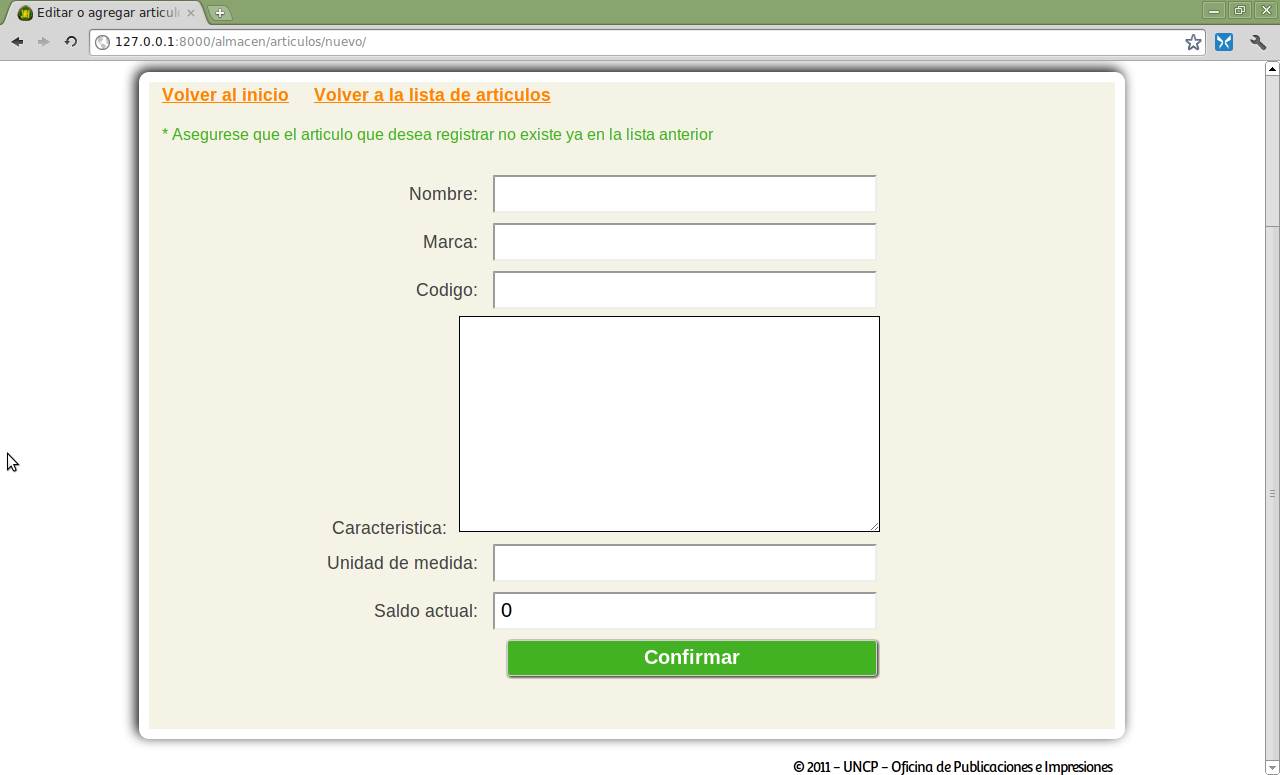 Editar o agregar articulo
127.0.0.1:8000/almacen/articulos/nuevo/
Volver al inicio Volver a la lista de articulos
* Asegurese que el articulo que desea registrar no existe ya en la lista anterior
Nombre:
Marca:
Codigo:
Caracteristica:
Unidad de medida:
Saldo actual: 0
Confirmar
© 2011 - UNCP - Oficina de Publicaciones e Impresiones